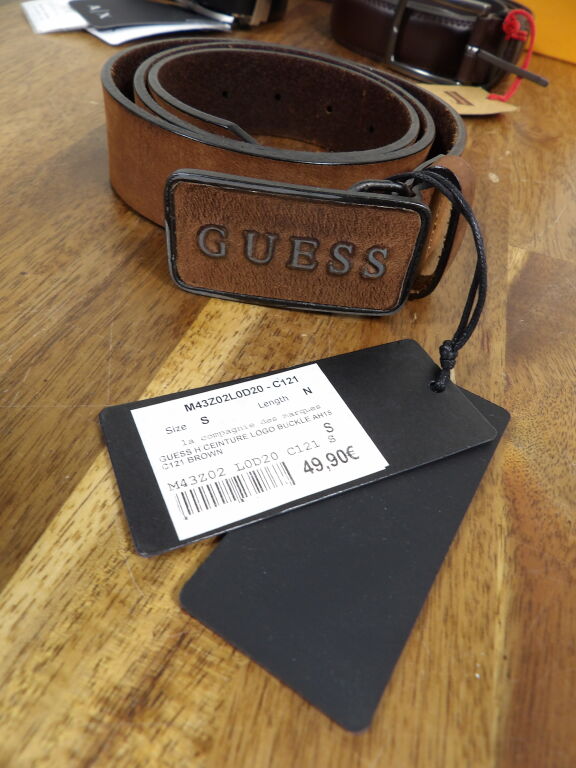 A|X
GUESS
M43Z02L0D20 - C121
Size S Length N
la compagnie des marques
GUESS H CEINTURE LOGO BUCKLE AH15
C121 BROWN S
M43Z02 L0D20 C121 S
49,90€